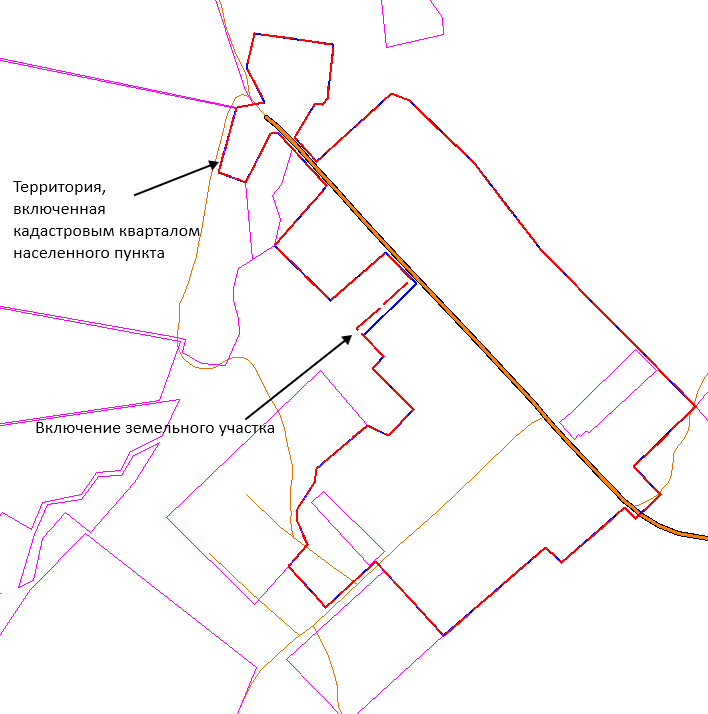 Территория,
включенная
кадастровым кварталом
населенного пункта
Включение земельного участка